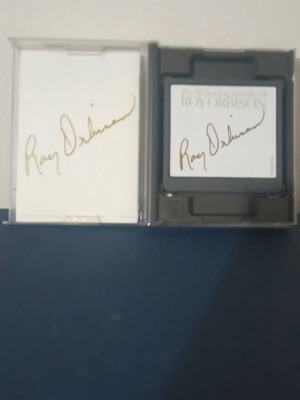 Roy Orbison
The All-Time Greatest Hits Of
ROY ORBISON
Roy Orbison